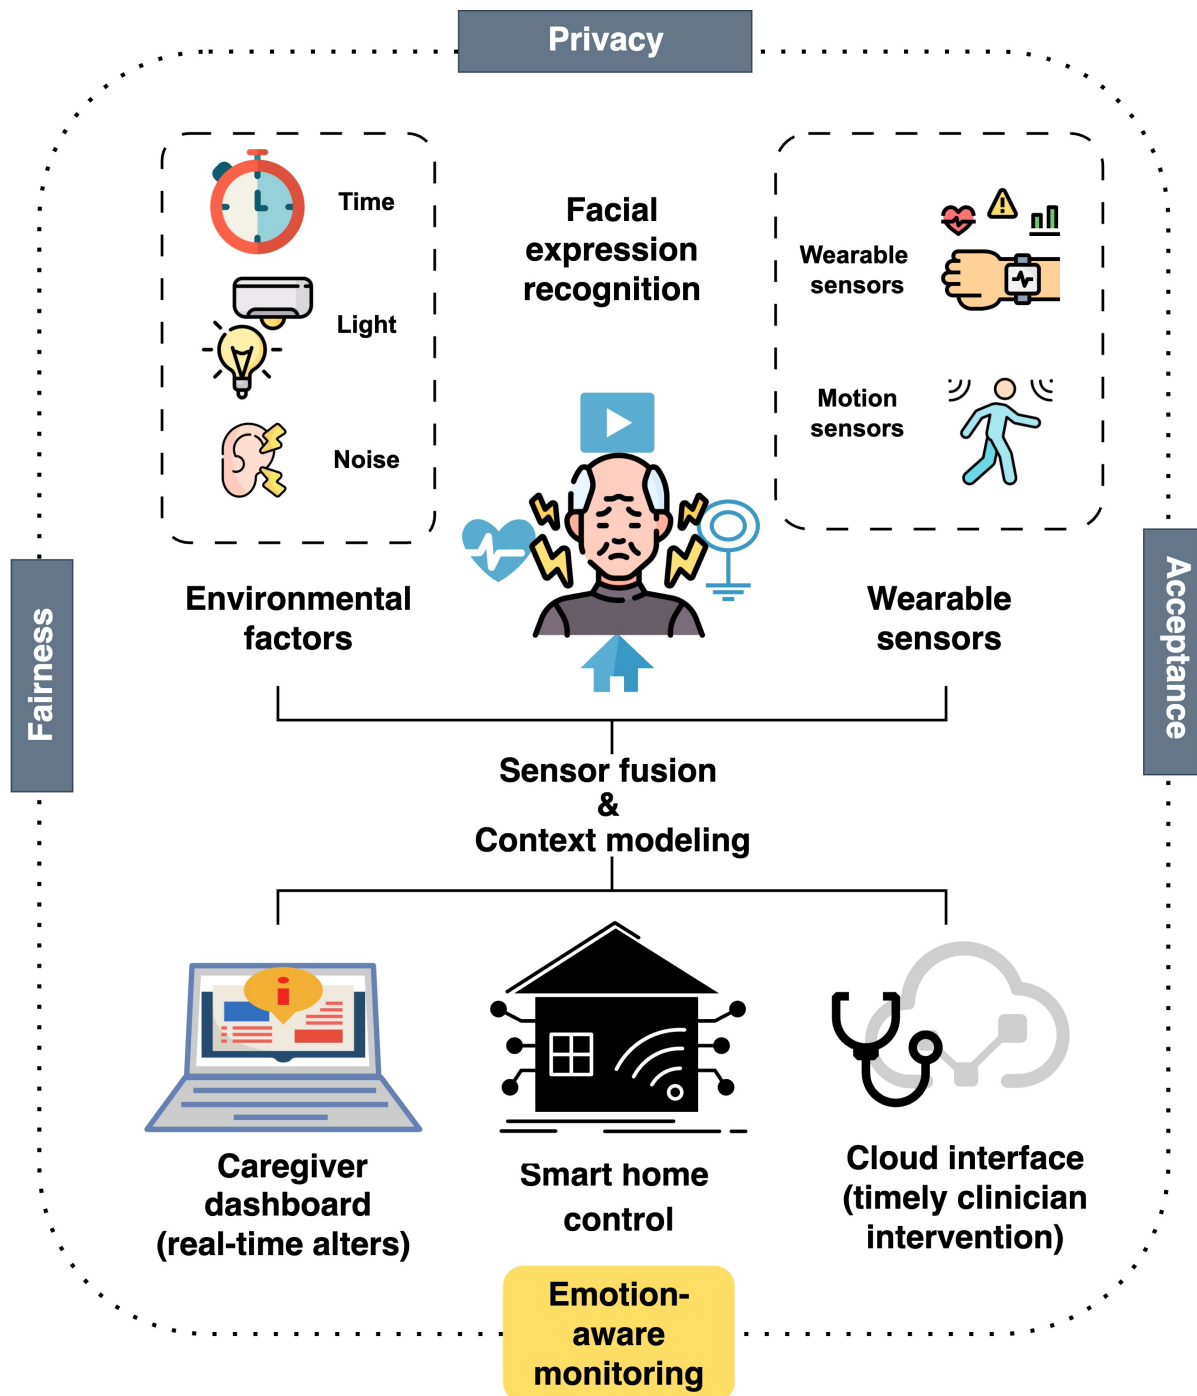 Privacy
Time
Light
Noise
Environmental
factors
Facial
expression
recognition
Wearable
sensors
Motion
sensors
Wearable
sensors
Fairness
Acceptance
Sensor fusion
&
Context modeling
Caregiver
dashboard
(real-time alters)
Smart home
control
Cloud interface
(timely clinician
intervention)
Emotion-
aware
monitoring